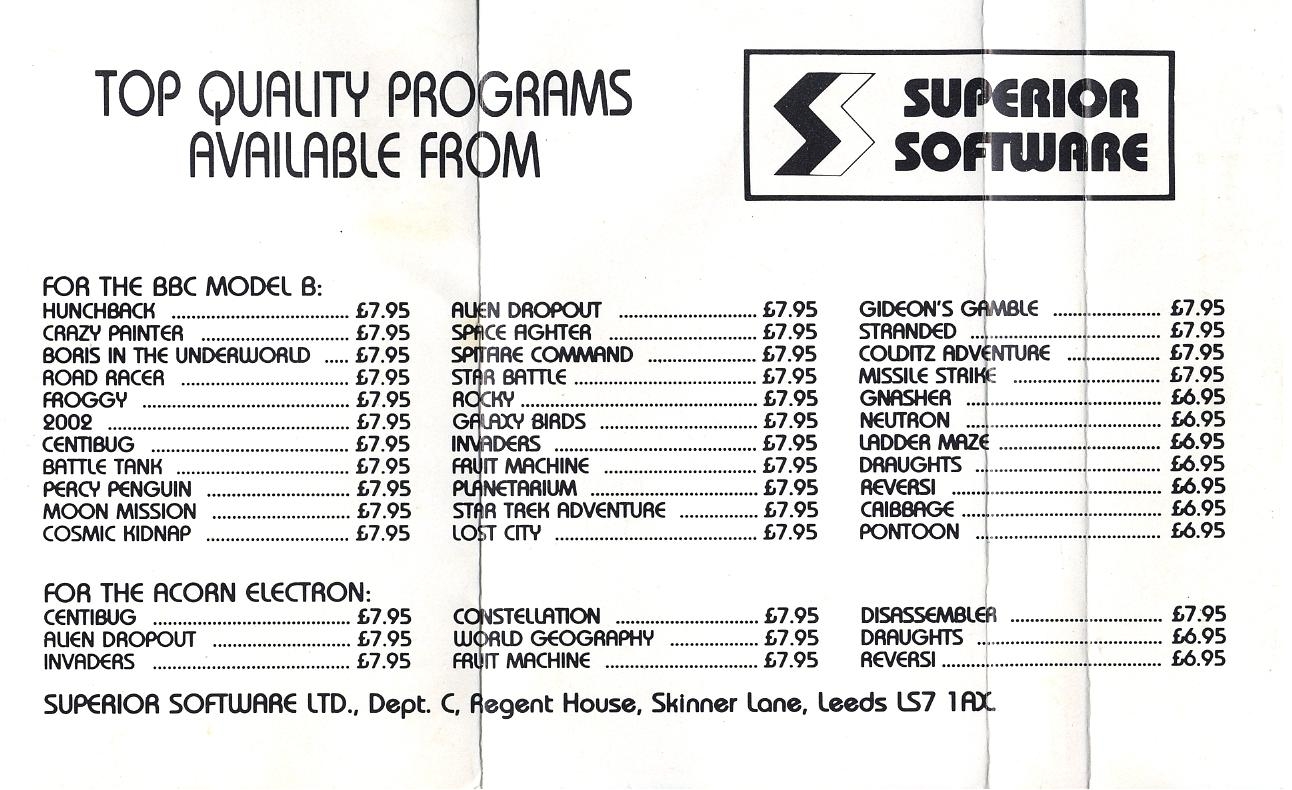 TOP QUALITY PROGRAMS
AVAILABLE FROM
SUPERIOR
SOFTWARE
FOR THE BBC MODEL B:
HUNCHBACK ........................... £7.95
CRAZY PAINTER ...................... £7.95
BORIS IN THE UNDERWORLD ..... £7.95
ROAD RACER ......................... £7.95
FROGGY ................................ £7.95
2002 ..................................... £7.95
CENTIBUG .............................. £7.95
BATTLE TANK .......................... £7.95
PERCY PENGUIN ..................... £7.95
MOON MISSION ..................... £7.95
COSMIC KIDNAP ..................... £7.95
ALIEN DROPOUT ..................... £7.95
SPACE FIGHTER ...................... £7.95
SPITFIRE COMMAND ................ £7.95
STAR BATTLE ........................... £7.95
ROCKY ................................... £7.95
GALAXY BIRDS ....................... £7.95
INVADERS .............................. £7.95
FRUIT MACHINE ...................... £7.95
PLANETARIUM ........................ £7.95
STAR TREK ADVENTURE ............ £7.95
LOST CITY .............................. £7.95
GIDEON'S GAMBLE ................. £7.95
STRANDED ............................. £7.95
COLDITZ ADVENTURE .............. £7.95
MISSILE STRIKE ...................... £7.95
GNASHER .............................. £6.95
NEUTRON .............................. £6.95
LADDER MAZE ........................ £6.95
DRAUGHTS ............................ £6.95
REVERSI ................................ £6.95
CAIBBAGE .............................. £6.95
PONTOON ............................. £6.95
FOR THE ACORN ELECTRON:
CENTIBUG .............................. £7.95
ALIEN DROPOUT ..................... £7.95
INVADERS .............................. £7.95
CONSTELLATION ..................... £7.95
WORLD GEOGRAPHY ............... £7.95
FRUIT MACHINE ...................... £7.95
DISASSEMBLER ....................... £7.95
DRAUGHTS ............................ £6.95
REVERSI ................................ £6.95
SUPERIOR SOFTWARE LTD., Dept. C, Regent House, Skinner Lane, Leeds LS7 1AX.